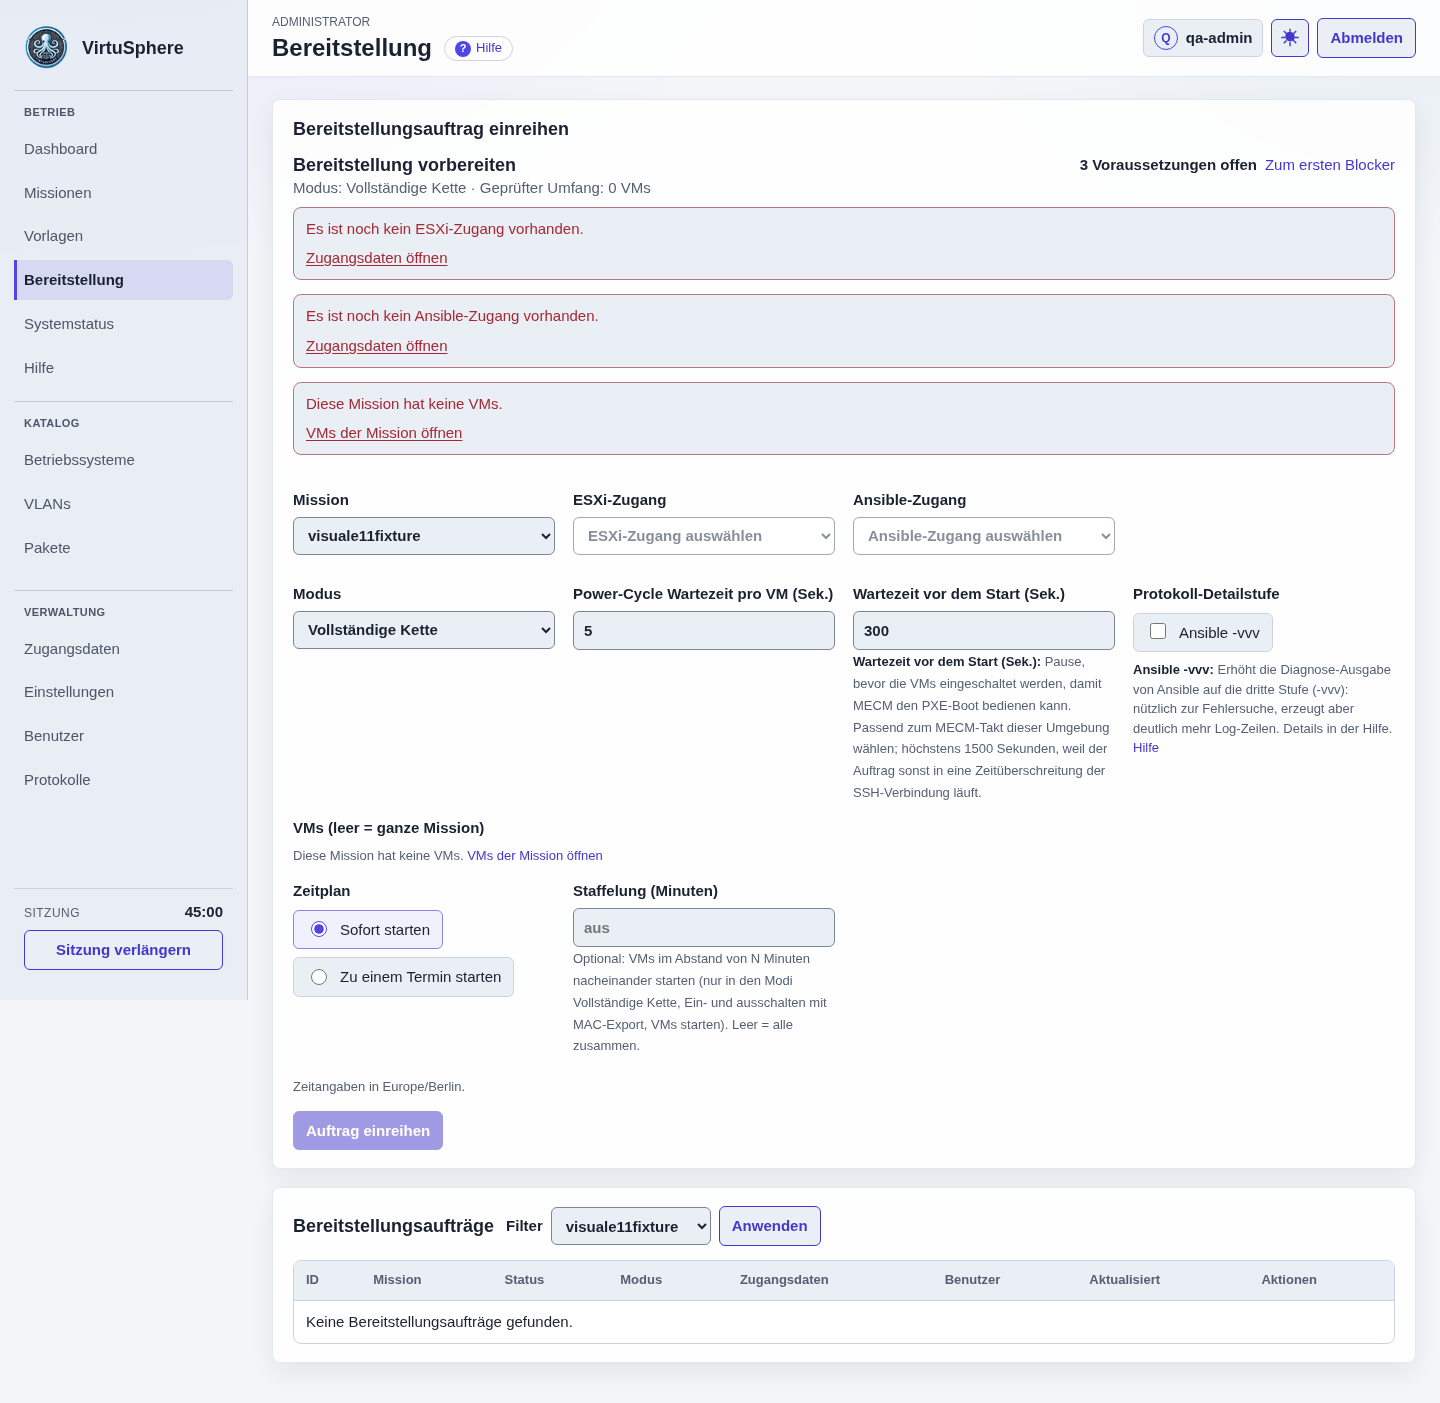 VirtuSphere
BETRIEB
Dashboard
Missionen
Vorlagen
Bereitstellung
Systemstatus
Hilfe
KATALOG
Betriebssysteme
VLANs
Pakete
VERWALTUNG
Zugangsdaten
Einstellungen
Benutzer
Protokolle
SITZUNG 45:00
Sitzung verlängern
ADMINISTRATOR
Bereitstellung ? Hilfe
Q qa-admin Abmelden
Bereitstellungsauftrag einreihen
Bereitstellung vorbereiten
3 Voraussetzungen offen Zum ersten Blocker
Modus: Vollständige Kette · Geprüfter Umfang: 0 VMs
Es ist noch kein ESXi-Zugang vorhanden.
Zugangsdaten öffnen
Es ist noch kein Ansible-Zugang vorhanden.
Zugangsdaten öffnen
Diese Mission hat keine VMs.
VMs der Mission öffnen
Mission
visuale11fixture
ESXi-Zugang
ESXi-Zugang auswählen
Ansible-Zugang
Ansible-Zugang auswählen
Modus
Vollständige Kette
Power-Cycle Wartezeit pro VM (Sek.)
5
Wartezeit vor dem Start (Sek.)
300
Wartezeit vor dem Start (Sek.): Pause,
bevor die VMs eingeschaltet werden, damit
MECM den PXE-Boot bedienen kann.
Passend zum MECM-Takt dieser Umgebung
wählen; höchstens 1500 Sekunden, weil der
Auftrag sonst in eine Zeitüberschreitung der
SSH-Verbindung läuft.
Protokoll-Detailstufe
Ansible -vvv
Ansible -vvv: Erhöht die Diagnose-Ausgabe
von Ansible auf die dritte Stufe (-vvv):
nützlich zur Fehlersuche, erzeugt aber
deutlich mehr Log-Zeilen. Details in der Hilfe.
Hilfe
VMs (leer = ganze Mission)
Diese Mission hat keine VMs. VMs der Mission öffnen
Zeitplan
Sofort starten
Zu einem Termin starten
Staffelung (Minuten)
aus
Optional: VMs im Abstand von N Minuten
nacheinander starten (nur in den Modi
Vollständige Kette, Ein- und ausschalten mit
MAC-Export, VMs starten). Leer = alle
zusammen.
Zeitangaben in Europe/Berlin.
Auftrag einreihen
Bereitstellungsaufträge Filter visuale11fixture Anwenden
ID Mission Status Modus Zugangsdaten Benutzer Aktualisiert Aktionen
Keine Bereitstellungsaufträge gefunden.